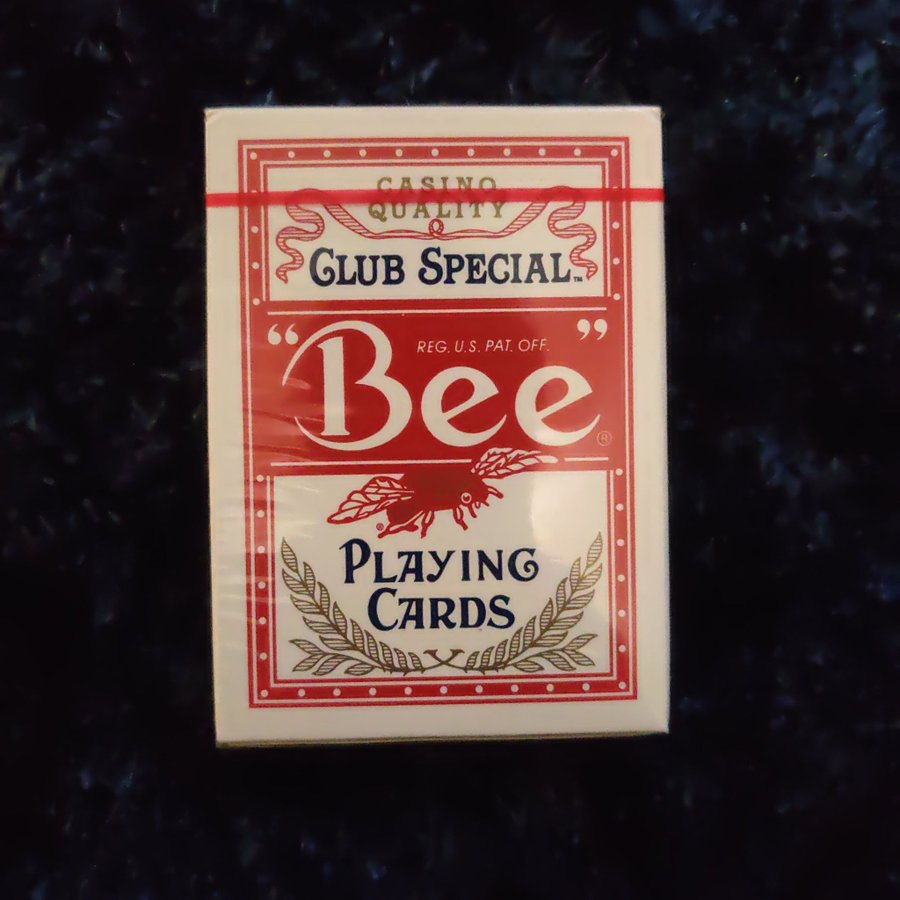 CASINO
QUALITY
CLUB SPECIAL™
“Bee”®
REG. U.S. PAT. OFF.
®
PLAYING
CARDS